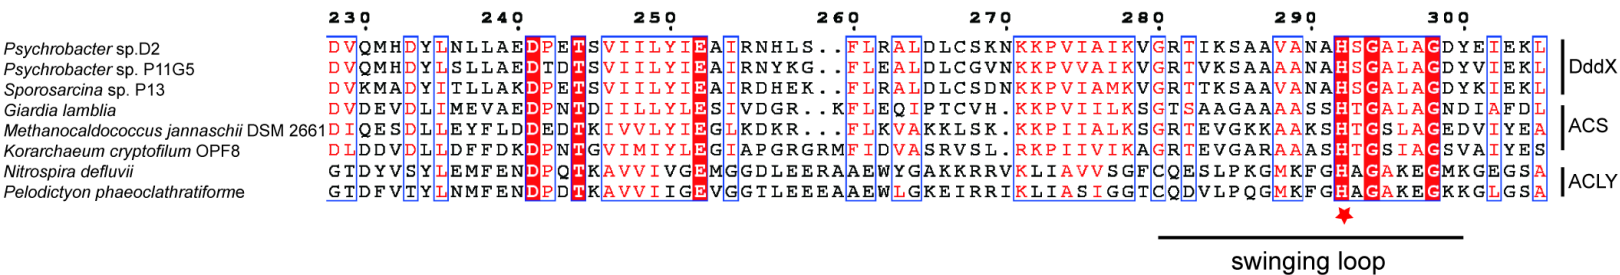 230 240 250 260 270 280 290 300
Psychrobacter sp.D2 DVQMHDYLNLLAEDPETSVIILYIEAIRNHLS..FLRALDLCSKNKKPVIAIKVGRTIKSAAVANAHSGALAGDYEIEKL
Psychrobacter sp. P11G5 DVQMHDYLSLLAEDTDTSVIILYIEAIRNYKG..FLEALDLCGVNKKPVVAIKVGRTVKSAAVANAHSGALAGDYVIEKL
DddX
Sporosarcina sp. P13 DVKMADYITLLAKDPETSVIILYIEAIRDHEK..FLRALDLCSDNKKPVIAMKVGRTVKSAAVANAHSGALAGDYVIEKL
Giardia lamblia DVDEVDLIMEVAEDPNTDIILLYLESIVDGR..KFLEQIPTCVH.KKPVIILKSGTSAAGAAAASSHTGALAGNDIAFDL
Methanocaldococcus jannaschii DSM 2661 DIQESDLLEYFLDDEDTKIVVLYIEGLKDKR...FLKVAKKLSK.KKPIIALKSGRTEVGKKAAKSHTGSLAGEDVIYEA
ACS
Korarchaeum cryptofilum OPF8 DLDDVDLLDFFDKDPNTGVIMIYLEGIAPGRGRMFIDVASRVSL.RKPIIVIKAGRTEVGARAAASHTGSIAGSVAIYES
Nitrospira defluvii GTDYVSYLEMFENDPQTKAVVIVGEMGGDLEERAAEWYGAKKRRVKLIAVVSGFCQESLPKGMKFGHAGAKEGMKGEGSA
ACLY
Pelodictyon phaeoclathratiforme GTDFVTYLNMFENDPDTKAVVIIGEVGGTLEEEAAEWLGKEIRRIKLIASIGGTCQDVLPQGMKFGHAGAKEGKKGLGSA
swinging loop